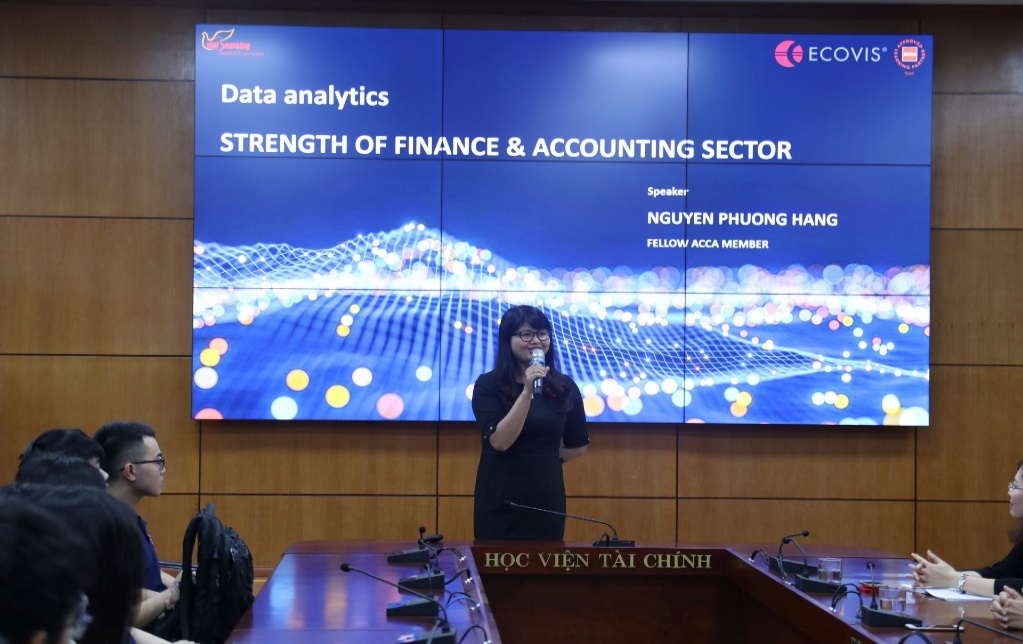 ECOVIS®
Data analytics
STRENGTH OF FINANCE & ACCOUNTING SECTOR
Speaker
NGUYEN PHUONG HANG
FELLOW ACCA MEMBER
HỌC VIỆN TÀI CHÍNH